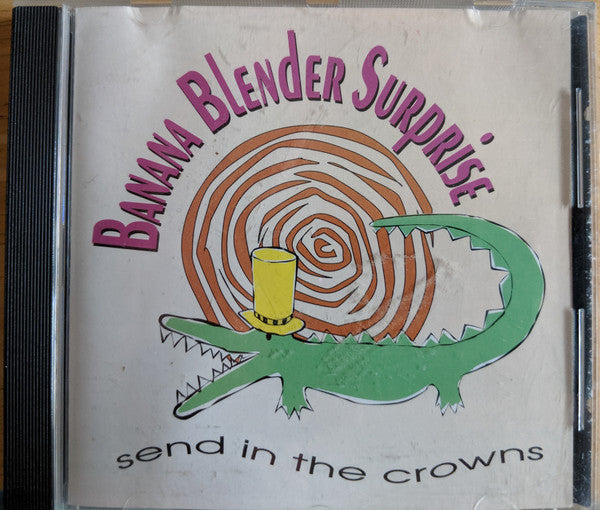 BANANA BLENDER SURPRISE
send in the crowns